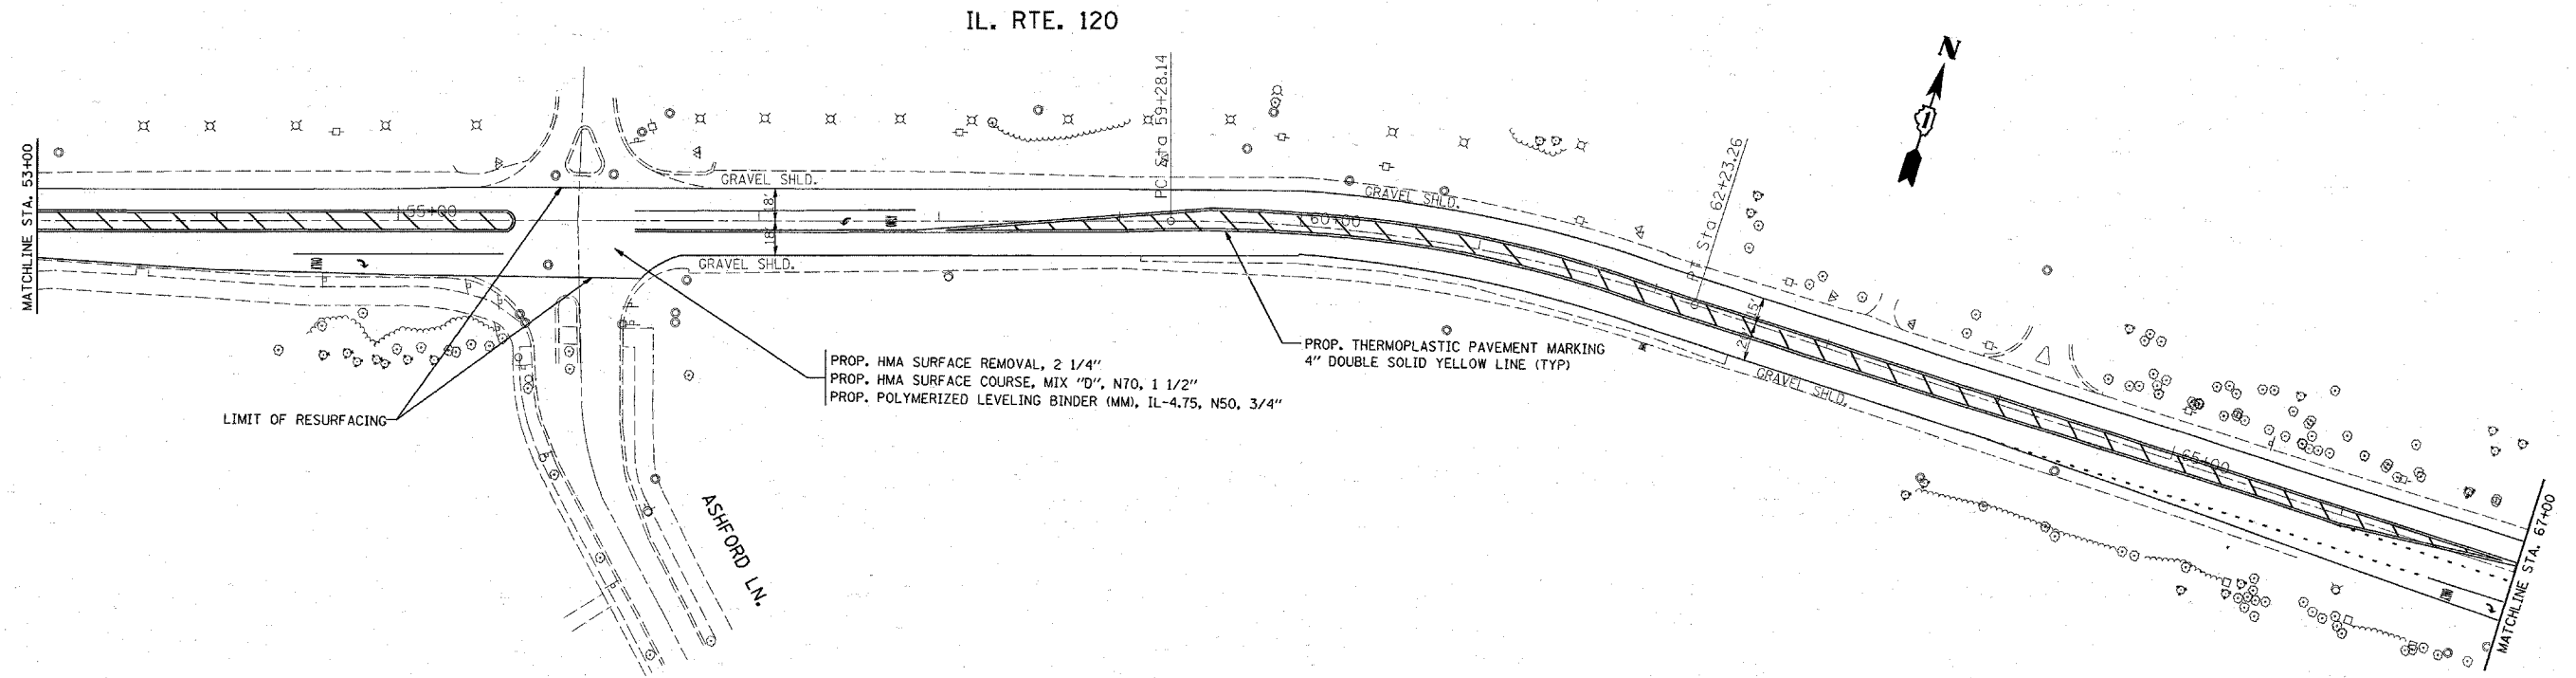 IL. RTE. 120
N
1
PC Sta 59+28.14
MATCHLINE STA. 53+00
PT Sta 62+23.26
GRAVEL SHLD.
GRAVEL SHLD.
55+00
18'
60+00
18'
GRAVEL SHLD.
15'
PROP. THERMOPLASTIC PAVEMENT MARKING
4" DOUBLE SOLID YELLOW LINE (TYP)
PROP. HMA SURFACE REMOVAL, 2 1/4"
PROP. HMA SURFACE COURSE, MIX "D", N70, 1 1/2"
PROP. POLYMERIZED LEVELING BINDER (MM), IL-4.75, N50, 3/4"
GRAVEL SHLD.
LIMIT OF RESURFACING
65+00
ASHFORD LN.
MATCHLINE STA. 67+00